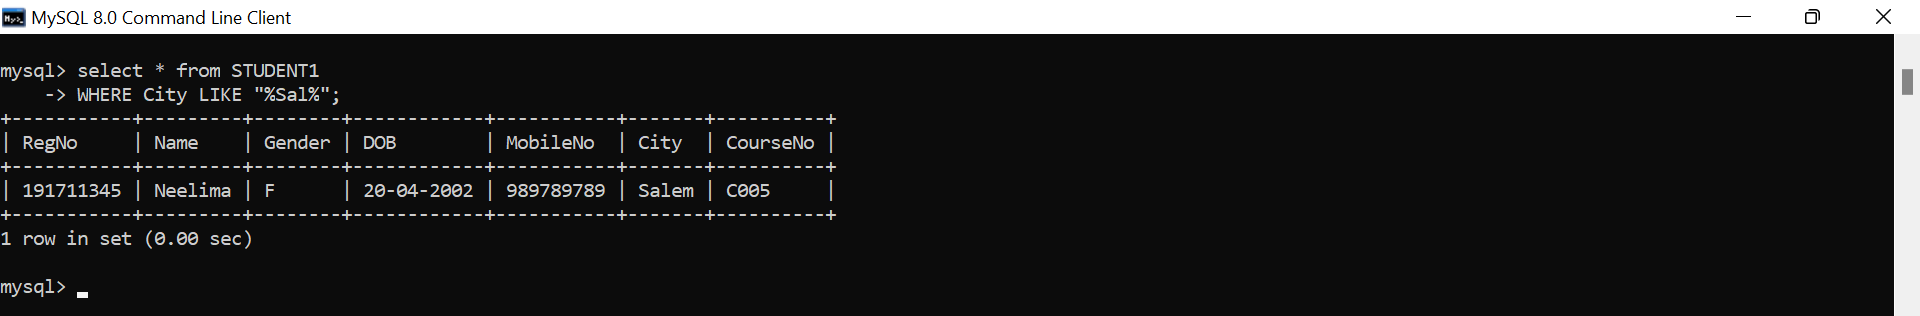 MySQL 8.0 Command Line Client
mysql> select * from STUDENT1
    -> WHERE City LIKE "%Sal%";
+-----------+---------+--------+------------+-----------+-------+----------+
| RegNo     | Name    | Gender | DOB        | MobileNo  | City  | CourseNo |
+-----------+---------+--------+------------+-----------+-------+----------+
| 191711345 | Neelima | F      | 20-04-2002 | 989789789 | Salem | C005     |
+-----------+---------+--------+------------+-----------+-------+----------+
1 row in set (0.00 sec)
mysql> _